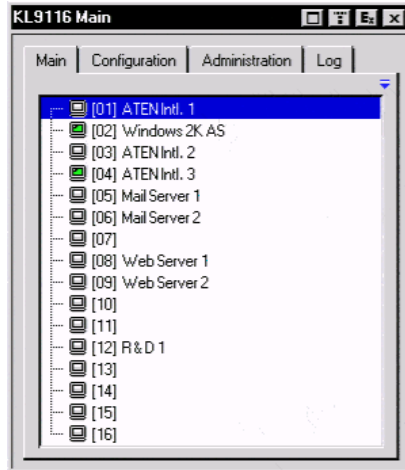 KL9116 Main
Main Configuration Administration Log
[01] ATEN Intl. 1
[02] Windows 2K AS
[03] ATEN Intl. 2
[04] ATEN Intl. 3
[05] Mail Server 1
[06] Mail Server 2
[07]
[08] Web Server 1
[09] Web Server 2
[10]
[11]
[12] R & D 1
[13]
[14]
[15]
[16]